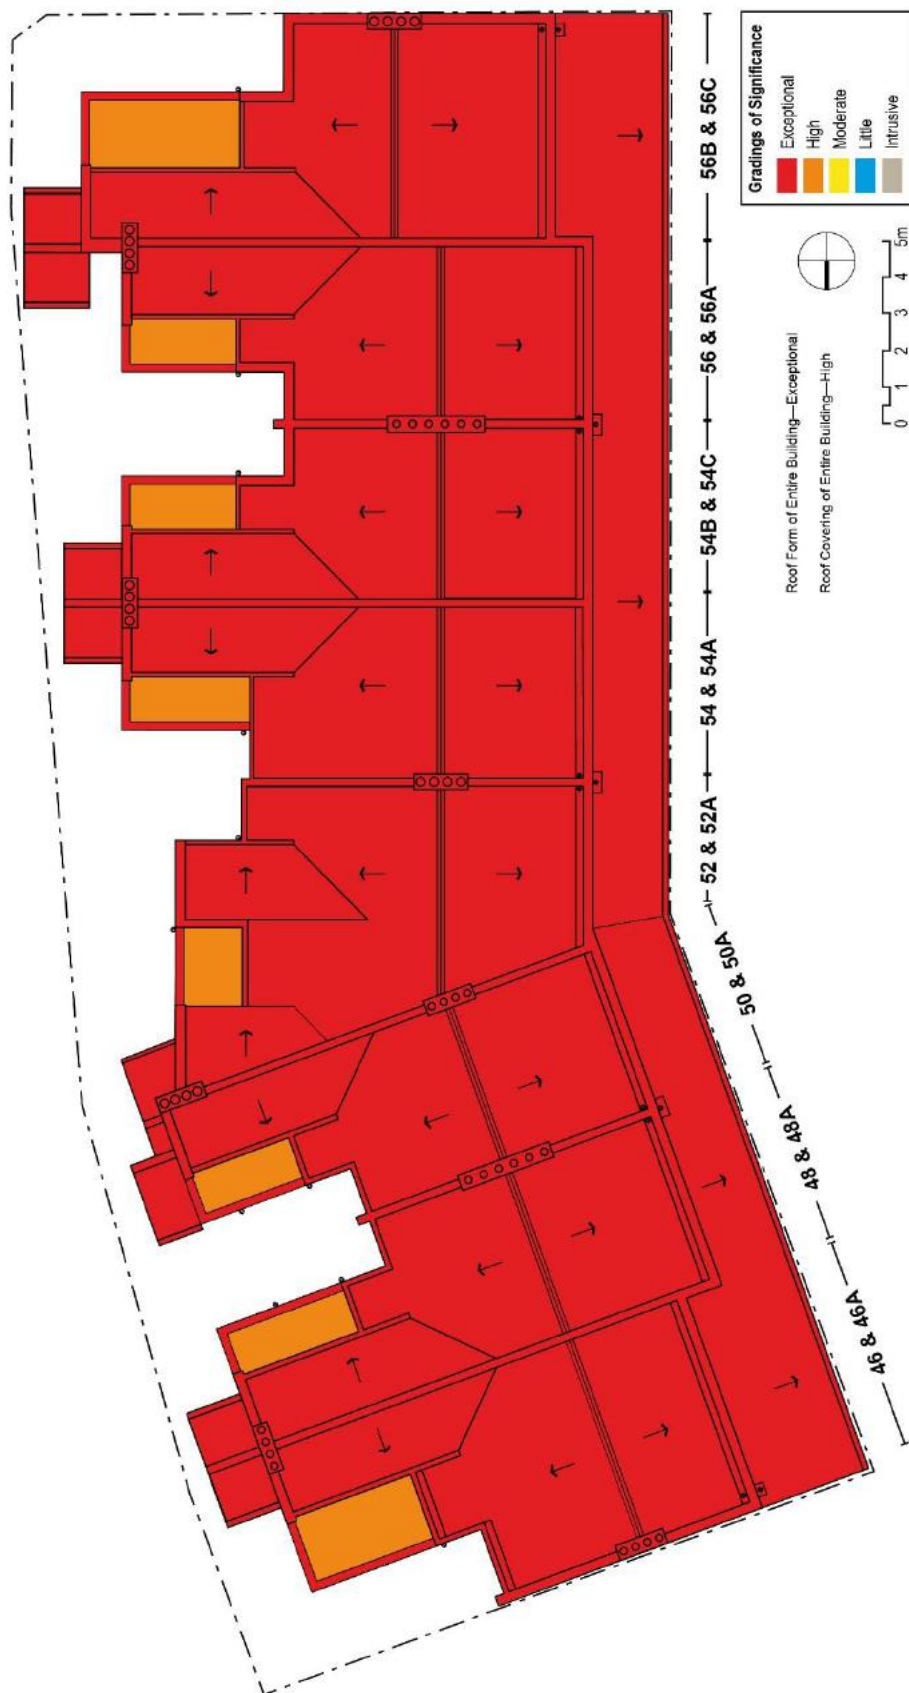 56B & 56C
56 & 56A
54B & 54C
54 & 54A
52 & 52A
50 & 50A
48 & 48A
46 & 46A
Gradings of Significance
Exceptional
High
Moderate
Little
Intrusive
Roof Form of Entire Building—Exceptional
Roof Covering of Entire Building—High
0 1 2 3 4 5m